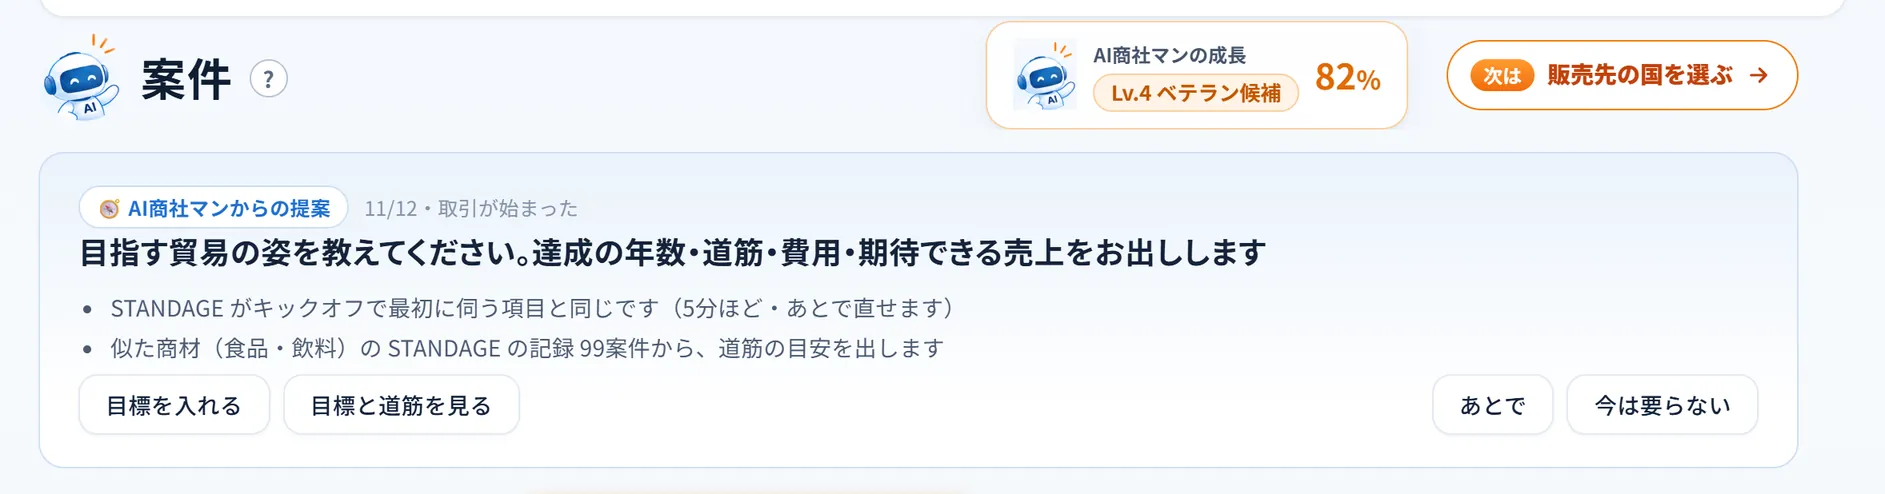 AI
案件
?
AI
AI商社マンの成長
Lv.4 ベテラン候補
82%
次は
販売先の国を選ぶ →
AI商社マンからの提案
11/12・取引が始まった
目指す貿易の姿を教えてください。達成の年数・道筋・費用・期待できる売上をお出しします
• STANDAGE がキックオフで最初に伺う項目と同じです（5分ほど・あとで直せます）
• 似た商材（食品・飲料）の STANDAGE の記録 99案件から、道筋の目安を出します
目標を入れる
目標と道筋を見る
あとで
今は要らない